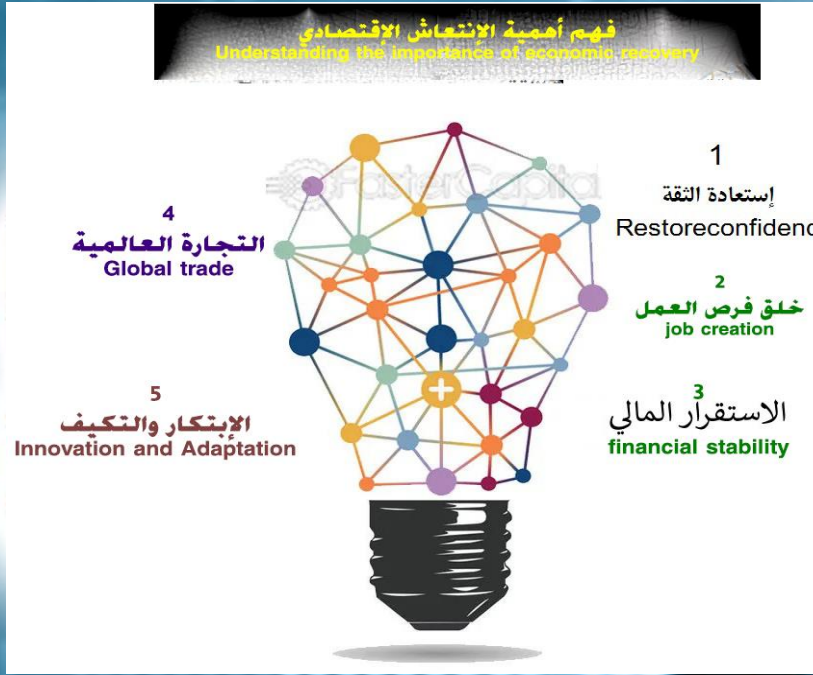 فهم أهمية الإنتعاش الإقتصادي
Understanding the importance of economic recovery
FasterCapita
1
إستعادة الثقة
Restoreconfidenc
2
خلق فرص العمل
job creation
3
الاستقرار المالي
financial stability
4
التجارة العالمية
Global trade
5
الإبتكار والتكيف
Innovation and Adaptation